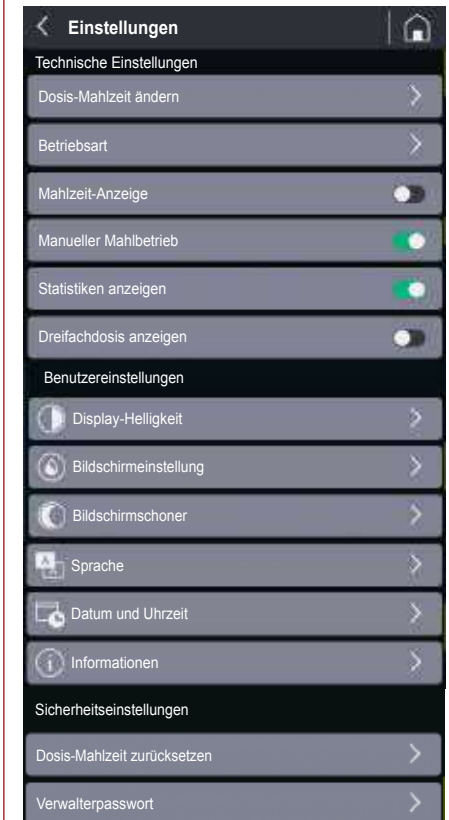 Einstellungen
Technische Einstellungen
Dosis-Mahlzeit ändern
Betriebsart
Mahlzeit-Anzeige
Manueller Mahlbetrieb
Statistiken anzeigen
Dreifachdosis anzeigen
Benutzereinstellungen
Display-Helligkeit
Bildschirmeinstellung
Bildschirmschoner
Sprache
Datum und Uhrzeit
Informationen
Sicherheitseinstellungen
Dosis-Mahlzeit zurücksetzen
Verwalterpasswort